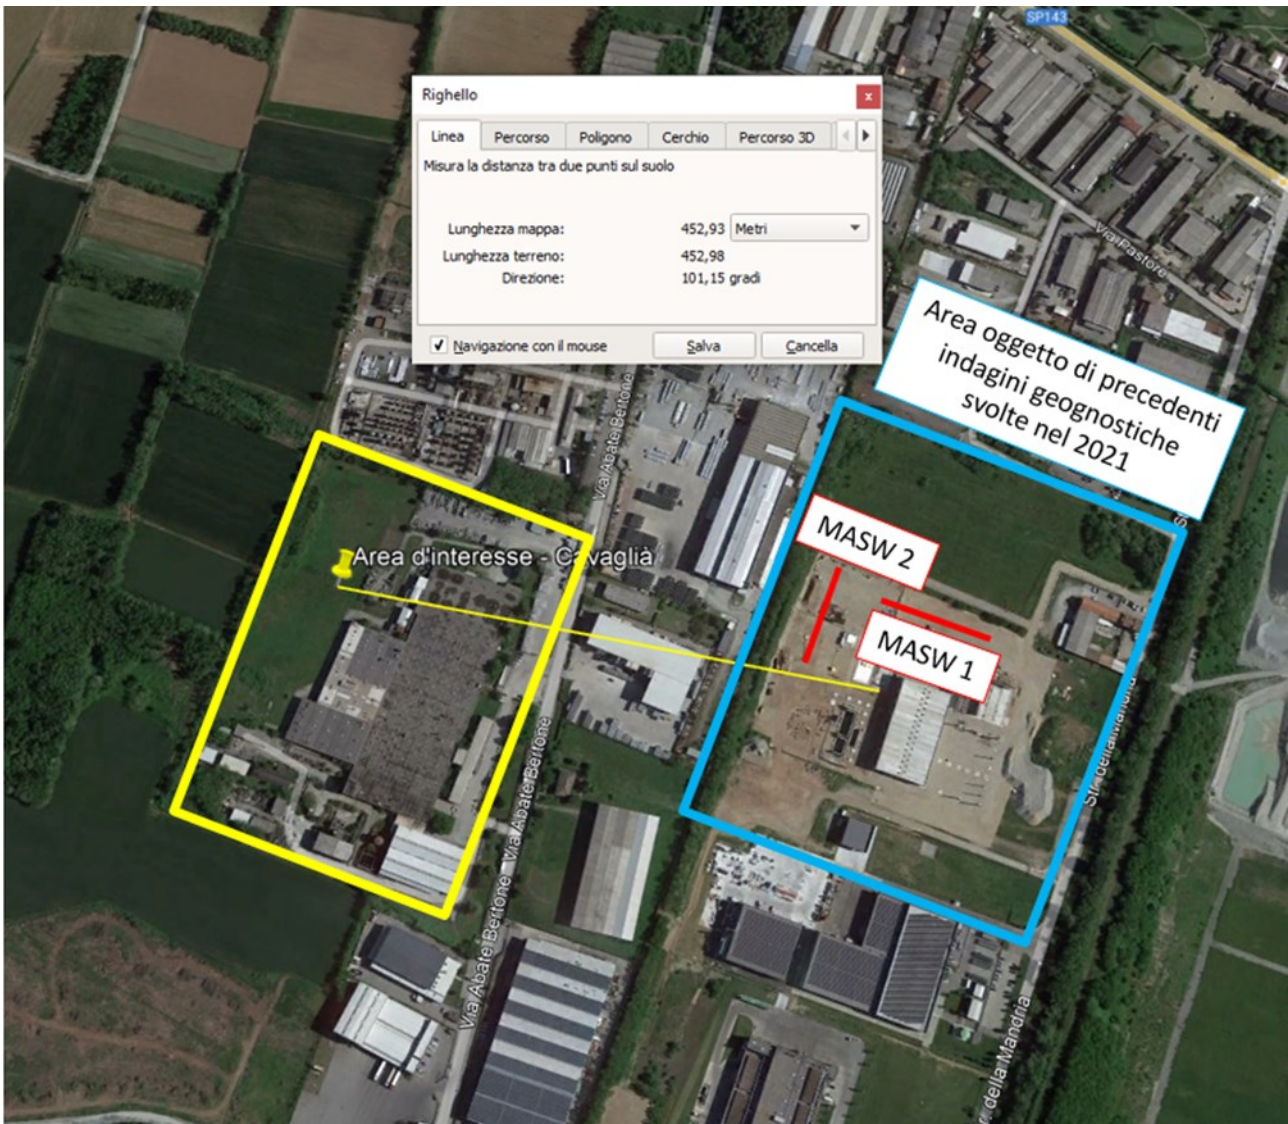 SP143
Righello
x
Linea
Percorso
Poligono
Cerchio
Percorso 3D
Misura la distanza tra due punti sul suolo
Lunghezza mappa: 452,93 Metri
Lunghezza terreno: 452,98
Direzione: 101,15 gradi
Navigazione con il mouse
Salva
Cancella
Via Pastore
Area oggetto di precedenti
indagini geognostiche
svolte nel 2021
Via Abate Bertone
MASW 2
Area d'interesse - Cavaglià
MASW 1
Str. della Mandria
Via Abate Bertone
Via Abate Bertone
della Mandria